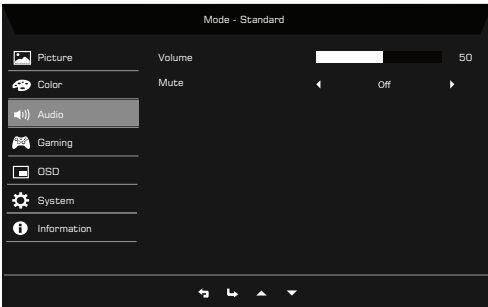 Mode - Standard
Picture
Volume 50
Color
Mute Off
Audio
Gaming
OSD
System
Information